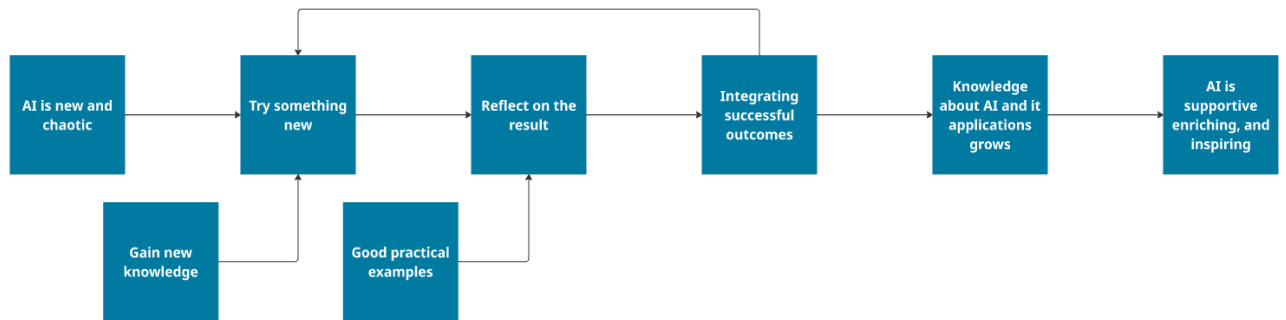 AI is new and
chaotic
Try something
new
Reflect on the
result
Integrating
successful
outcomes
Knowledge
about AI and it
applications
grows
AI is
supportive
enriching, and
inspiring
Gain new
knowledge
Good practical
examples